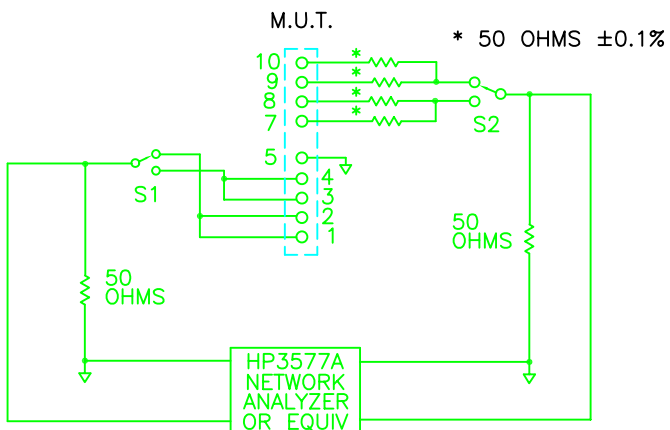 M.U.T.
* 50 OHMS ±0.1%
10
*
9
*
8
*
7
*
S2
5
4
3
2
1
S1
50
OHMS
50
OHMS
HP3577A
NETWORK
ANALYZER
OR EQUIV